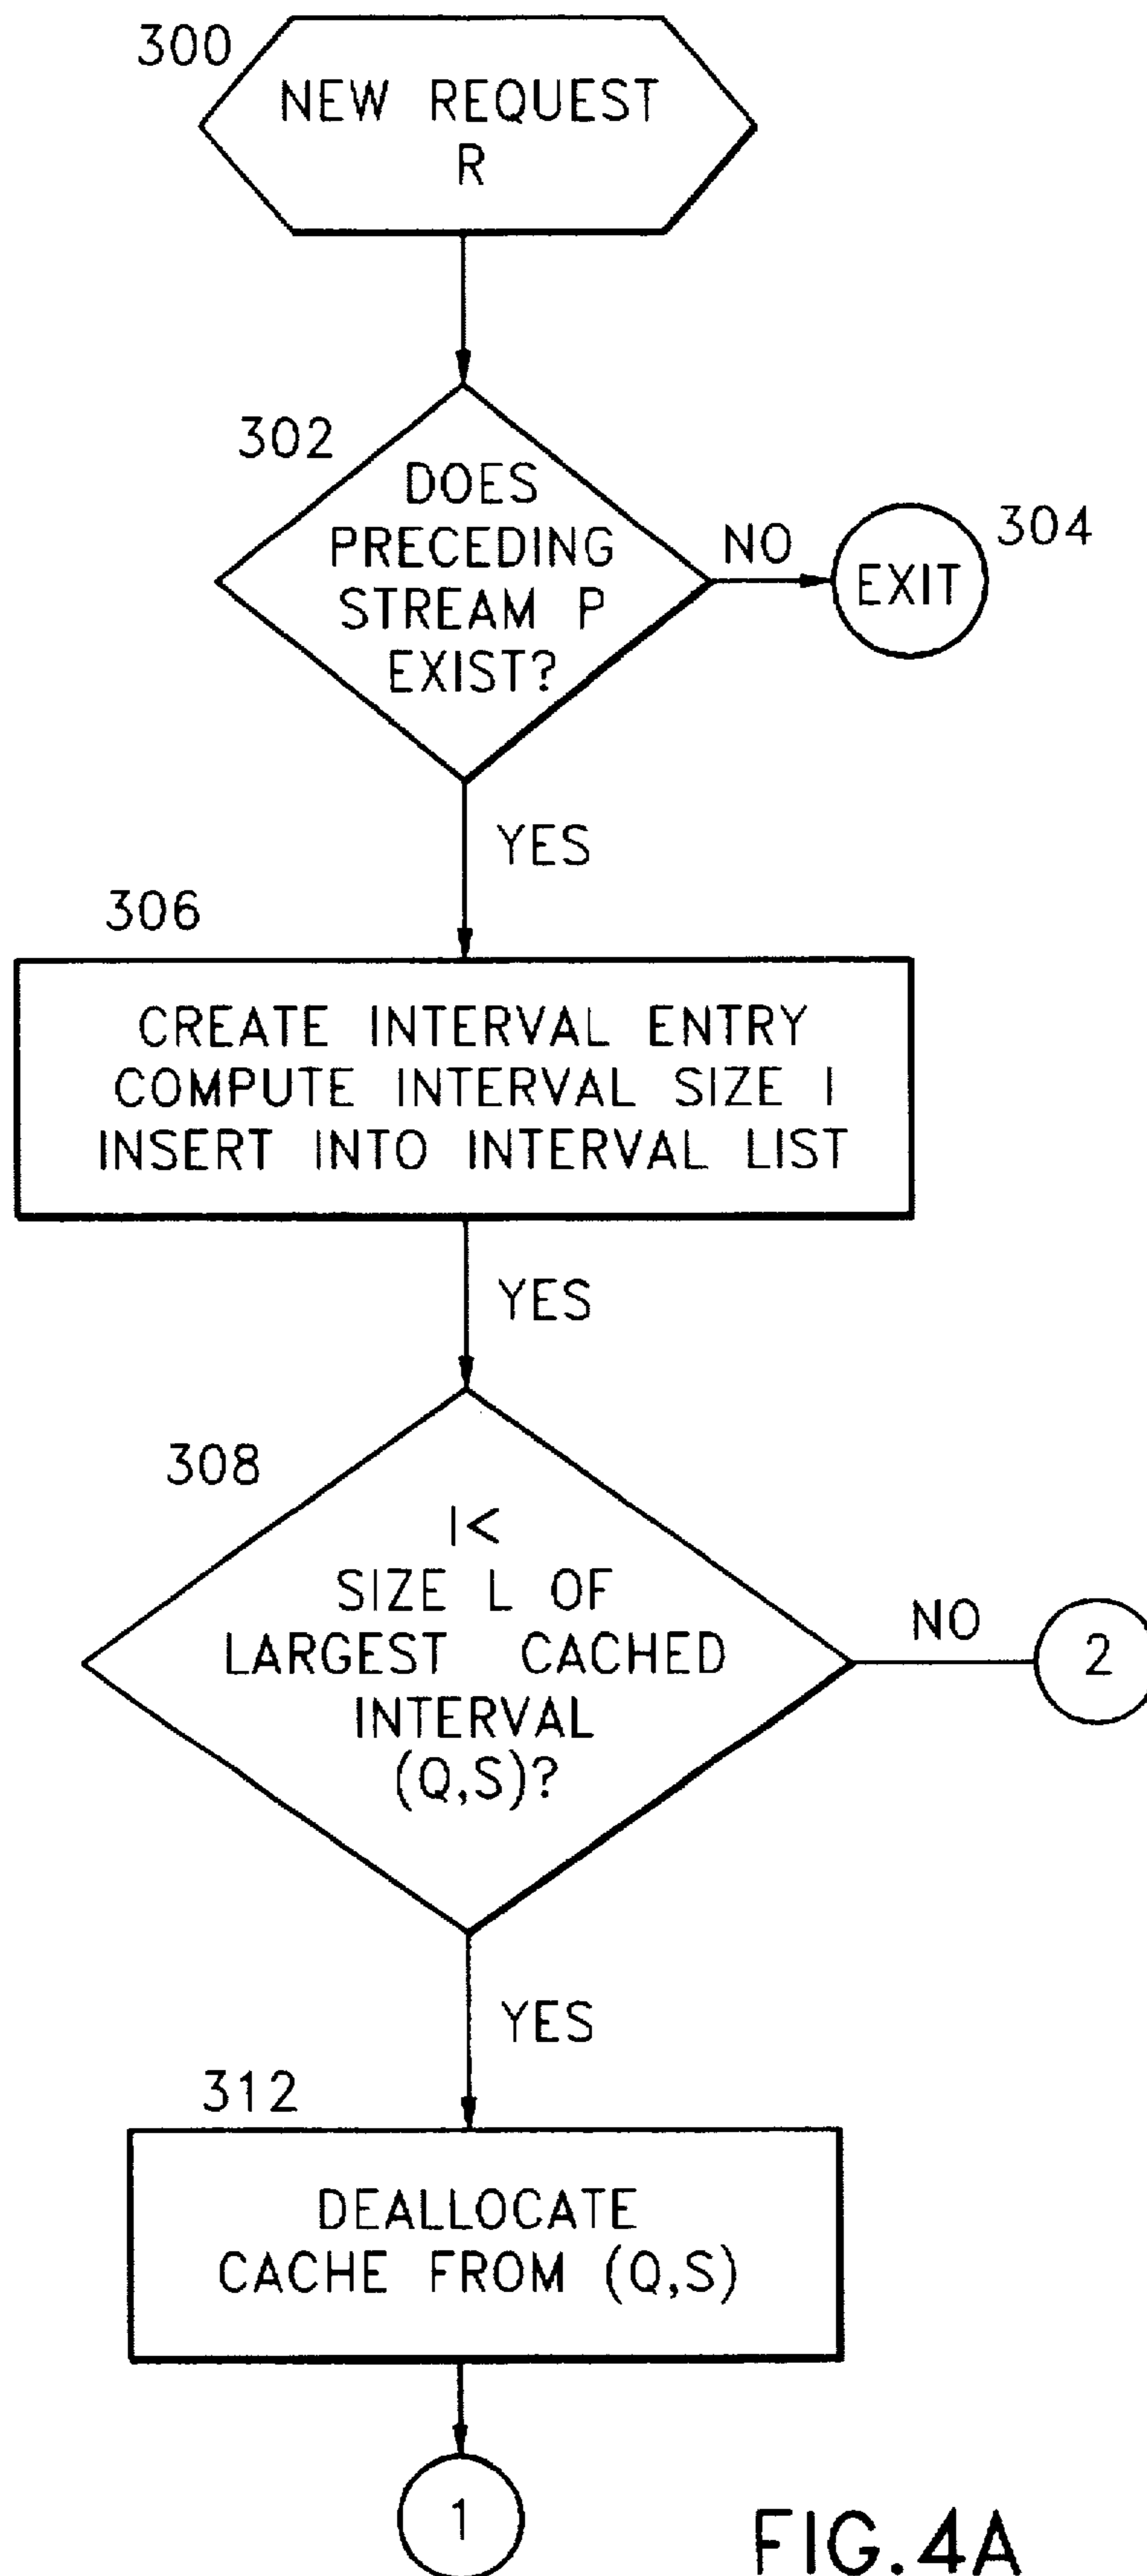 300
NEW REQUEST
R
302
DOES
PRECEDING
STREAM P
EXIST?
NO
304
EXIT
YES
306
CREATE INTERVAL ENTRY
COMPUTE INTERVAL SIZE I
INSERT INTO INTERVAL LIST
YES
308
I<
SIZE L OF
LARGEST CACHED
INTERVAL
(Q,S)?
NO
2
YES
312
DEALLOCATE
CACHE FROM (Q,S)
1
FIG.4A